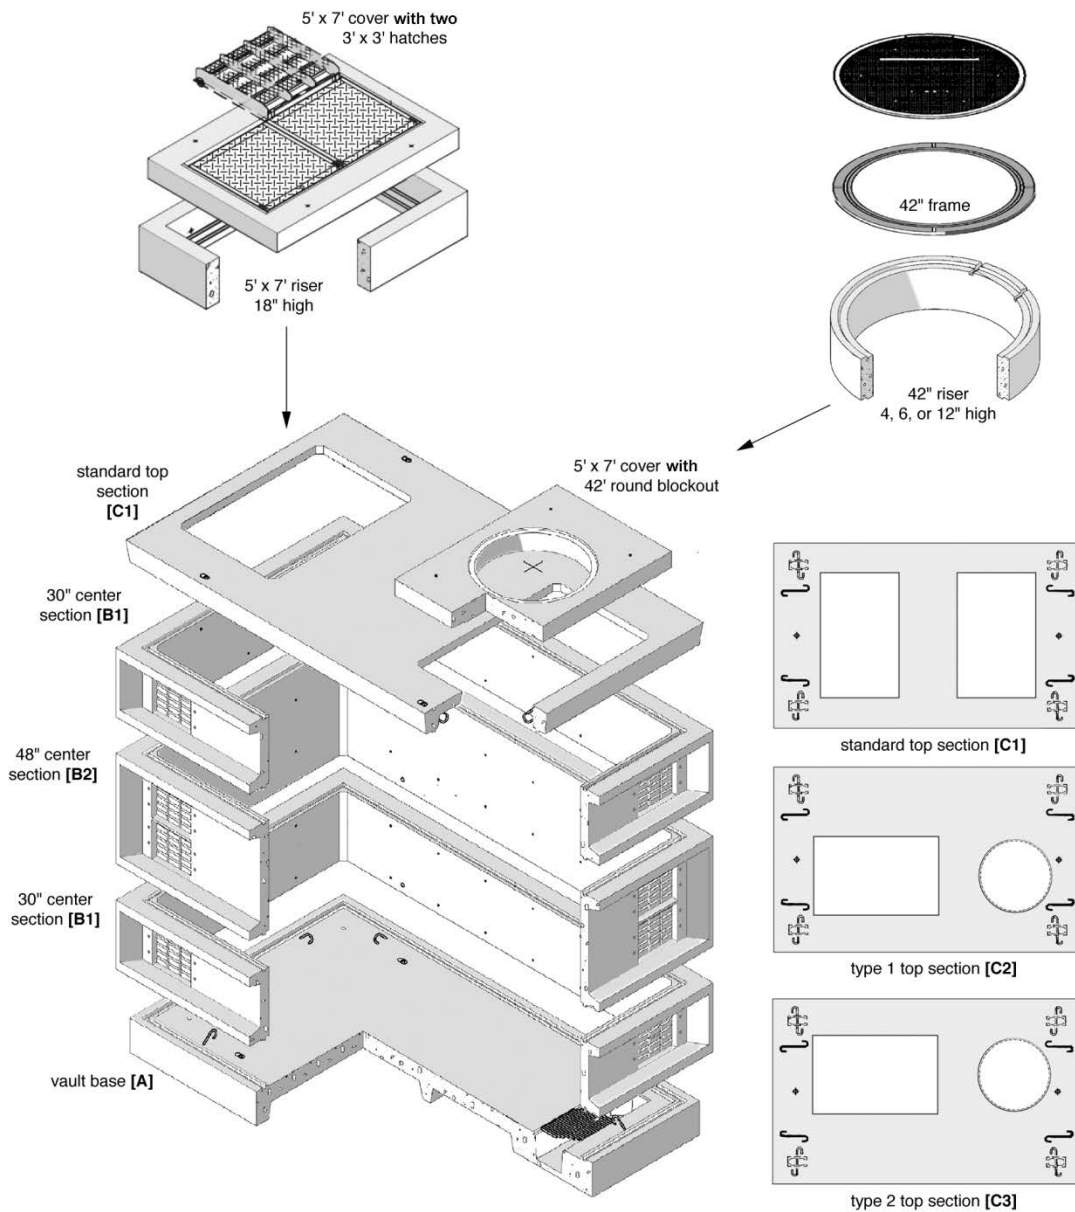 5' x 7' cover with two
3' x 3' hatches
42" frame
5' x 7' riser
18" high
42" riser
4, 6, or 12" high
standard top
section
[C1]
5' x 7' cover with
42' round blockout
30" center
section [B1]
48" center
section [B2]
30" center
section [B1]
vault base [A]
standard top section [C1]
type 1 top section [C2]
type 2 top section [C3]